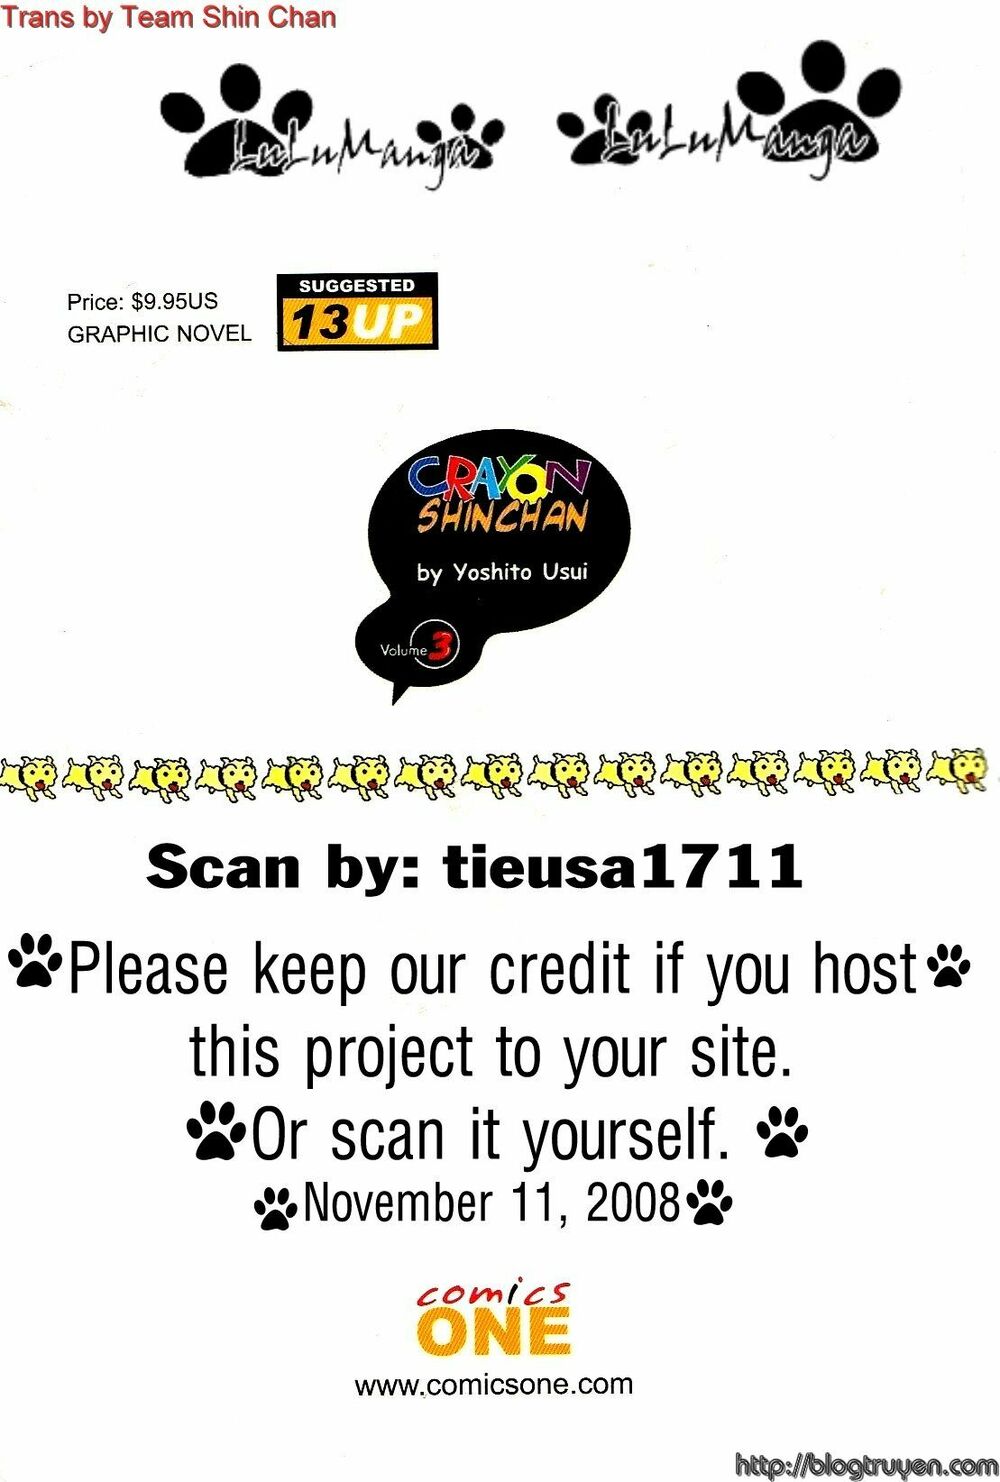 Trans by Team Shin Chan
LuLuManga LuLuManga
Price: $9.95US
GRAPHIC NOVEL
SUGGESTED
13UP
CRAYON
SHINCHAN
by Yoshito Usui
Volume 3
Scan by: tieusa1711
Please keep our credit if you host
this project to your site.
Or scan it yourself.
November 11, 2008
comics
ONE
www.comicsone.com
http://blogtruyen.com